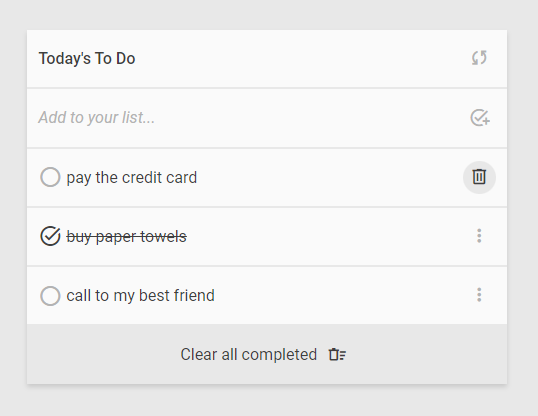 Today's To Do
Add to your list...
pay the credit card
buy paper towels
call to my best friend
Clear all completed